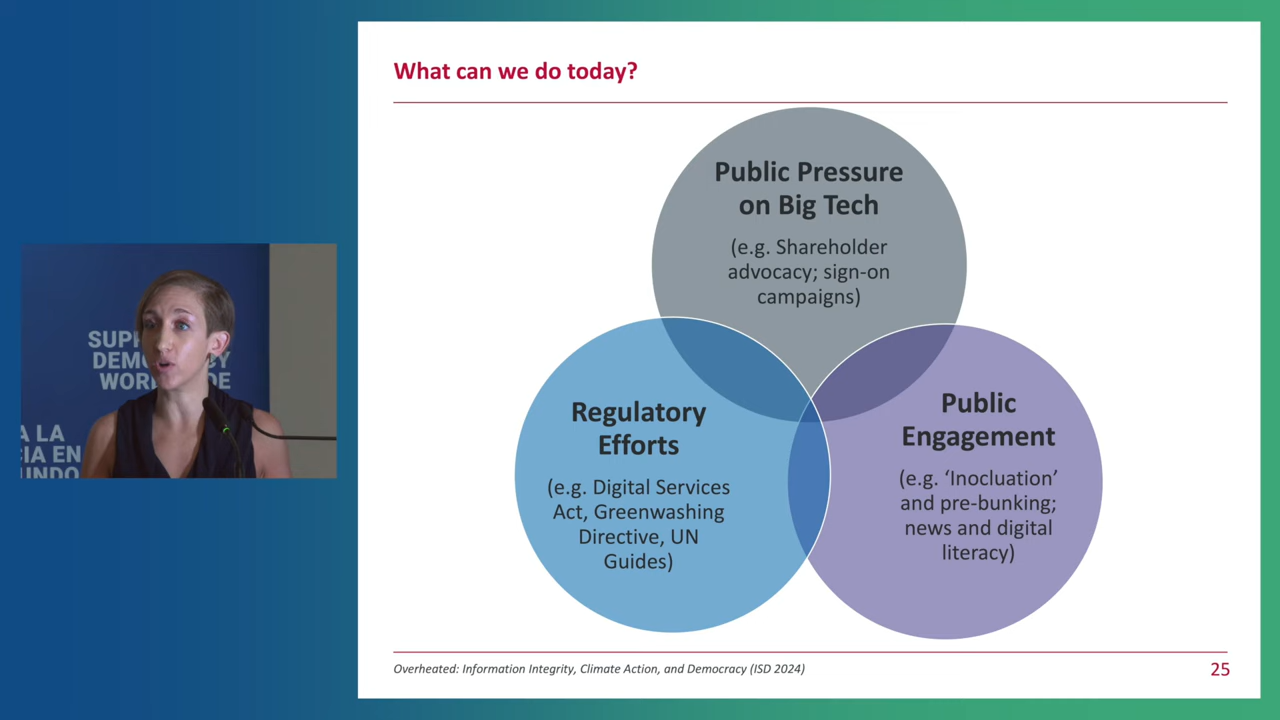 What can we do today?
Public Pressure
on Big Tech
(e.g. Shareholder
advocacy; sign-on
campaigns)
Regulatory
Efforts
(e.g. Digital Services
Act, Greenwashing
Directive, UN
Guides)
Public
Engagement
(e.g. ‘Inocluation’
and pre-bunking;
news and digital
literacy)
Overheated: Information Integrity, Climate Action, and Democracy (ISD 2024)
25
A LA